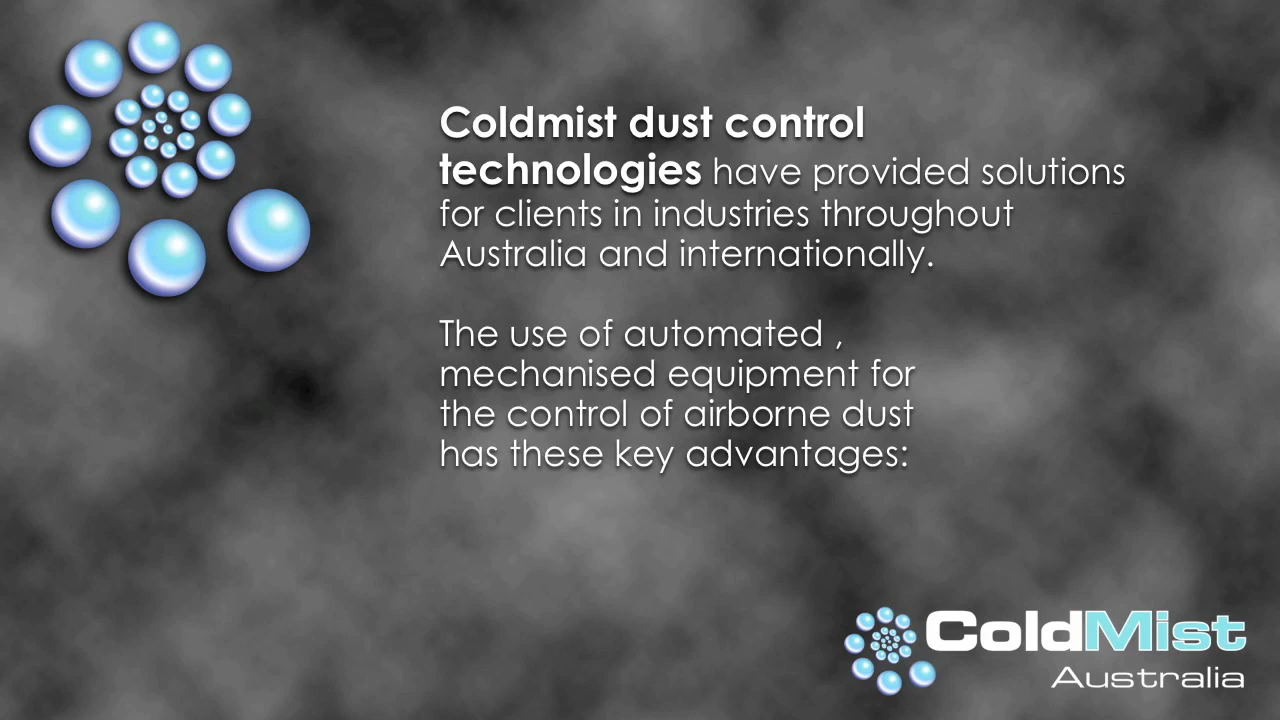 Coldmist dust control
technologies have provided solutions
for clients in industries throughout
Australia and internationally.
The use of automated ,
mechanised equipment for
the control of airborne dust
has these key advantages:
ColdMist
Australia